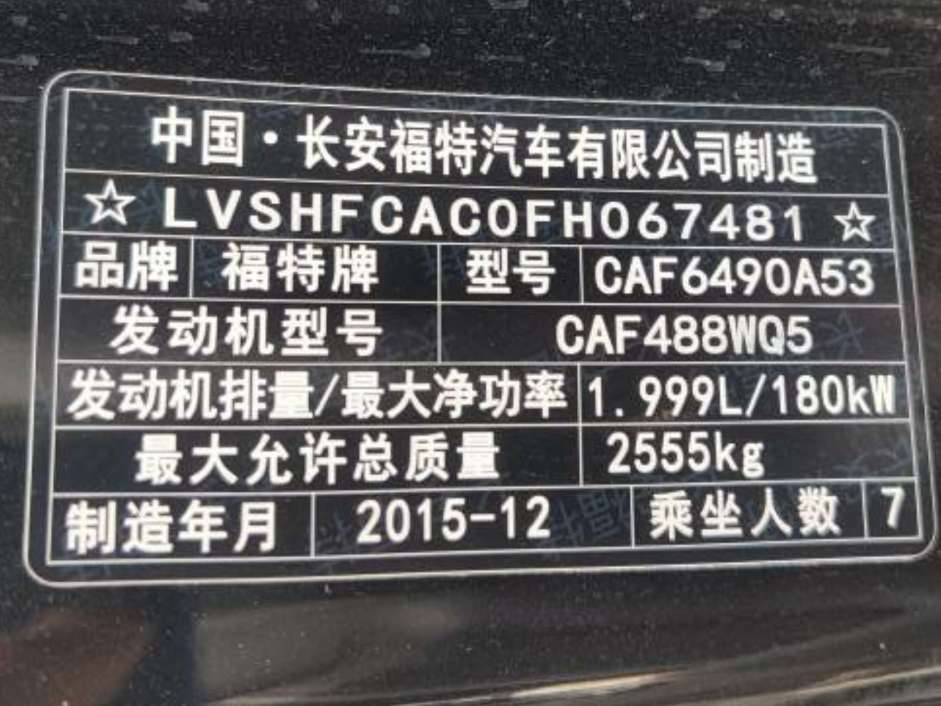 中国·长安福特汽车有限公司制造
☆LVSHFCAC0FH067481☆
品牌 福特牌 型号 CAF6490A53
发动机型号 CAF488WQ5
发动机排量/最大净功率 1.999L/180kW
最大允许总质量 2555kg
制造年月 2015-12 乘坐人数 7